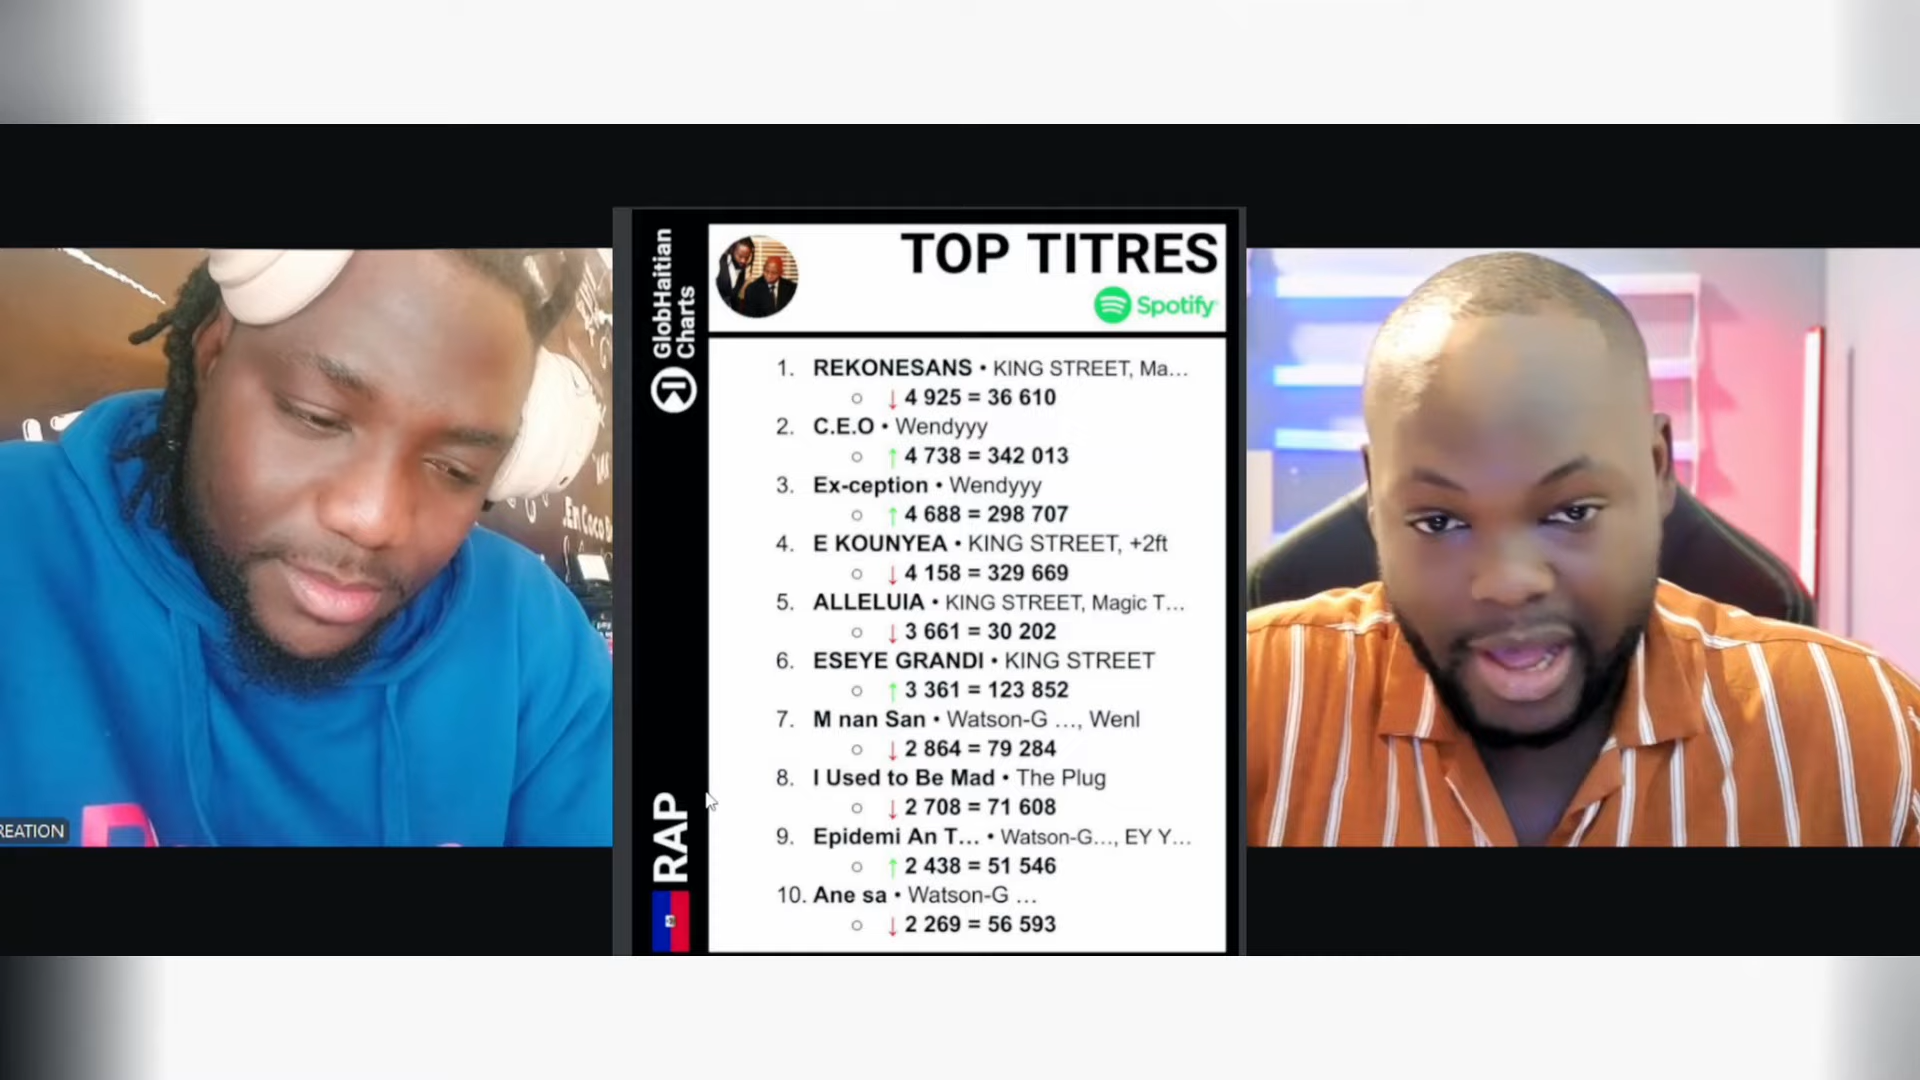 GlobHaitian
Charts
TOP TITRES
Spotify
1. REKONESANS • KING STREET, Ma...
↓ 4 925 = 36 610
2. C.E.O • Wendyyy
↑ 4 738 = 342 013
3. Ex-ception • Wendyyy
↑ 4 688 = 298 707
4. E KOUNYEA • KING STREET, +2ft
↓ 4 158 = 329 669
5. ALLELUIA • KING STREET, Magic T...
↓ 3 661 = 30 202
6. ESEYE GRANDI • KING STREET
↑ 3 361 = 123 852
7. M nan San • Watson-G ..., Wenl
↓ 2 864 = 79 284
8. I Used to Be Mad • The Plug
↓ 2 708 = 71 608
9. Epidemi An T... • Watson-G..., EY Y...
↑ 2 438 = 51 546
10. Ane sa • Watson-G ...
↓ 2 269 = 56 593
RAP
REATION